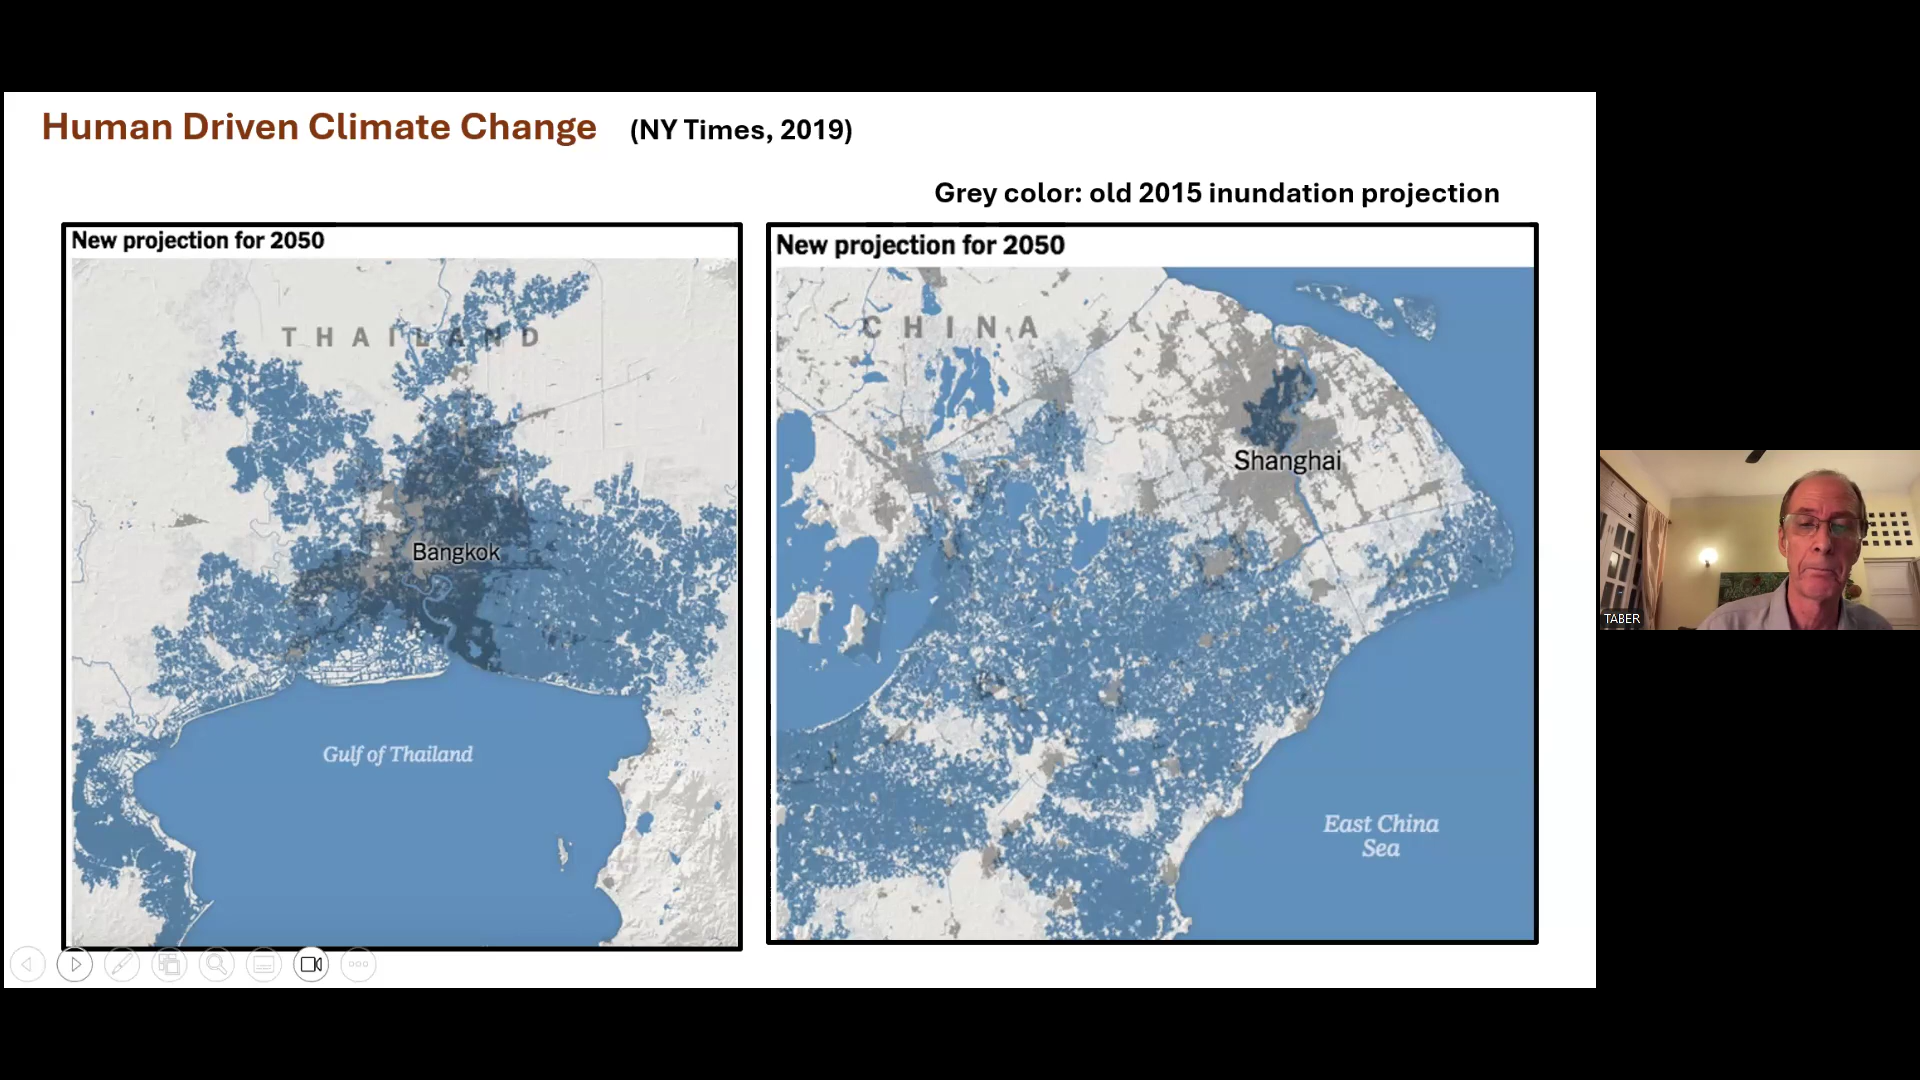 Human Driven Climate Change (NY Times, 2019)
Grey color: old 2015 inundation projection
New projection for 2050
THAILAND
Bangkok
Gulf of Thailand
New projection for 2050
CHINA
Shanghai
East China
Sea
TABER